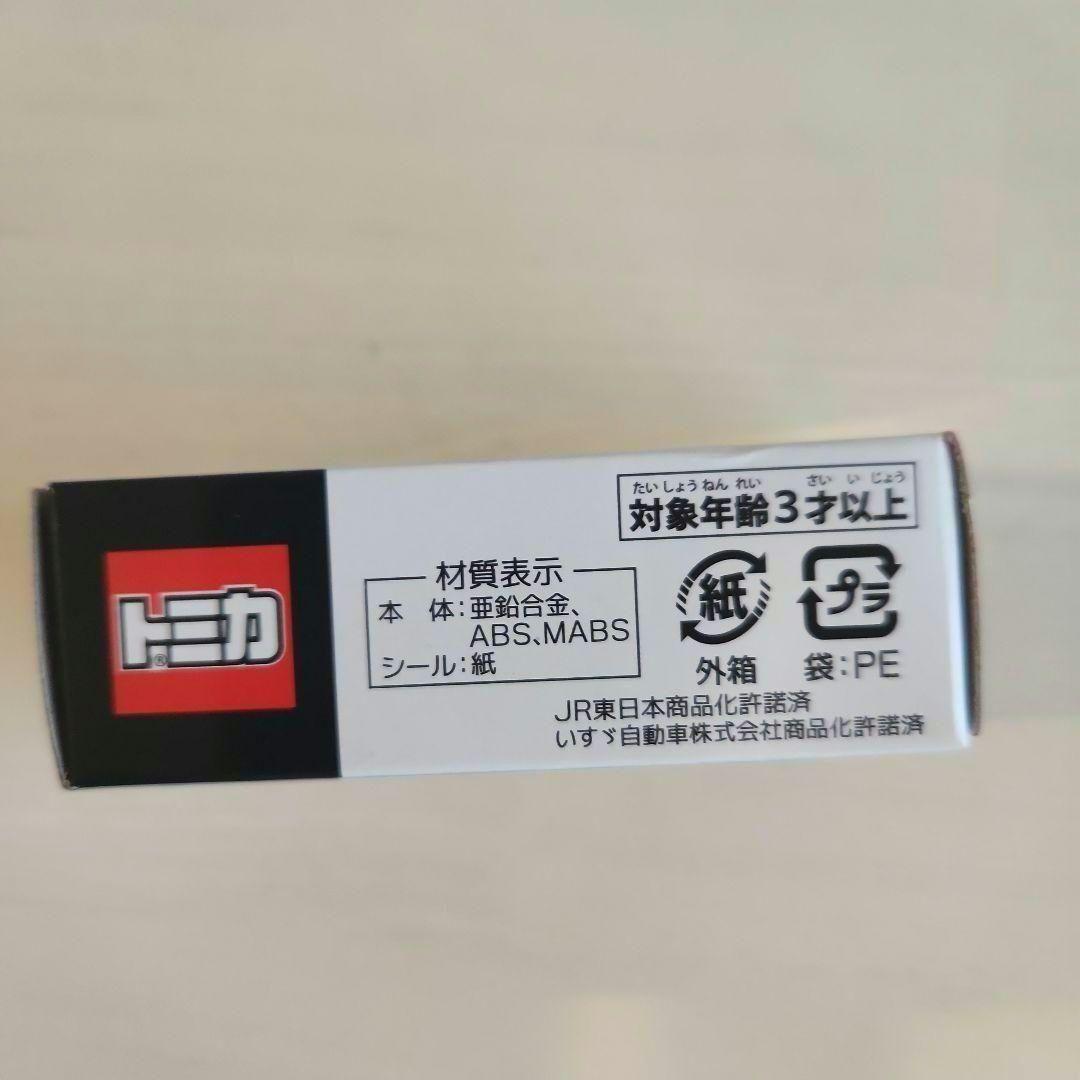 トミカ®
たいしょうねんれい さいいじょう
対象年齢3才以上
材質表示
本 体:亜鉛合金、
ABS、MABS
シール:紙
紙
外箱
プラ
袋:PE
JR東日本商品化許諾済
いすゞ自動車株式会社商品化許諾済